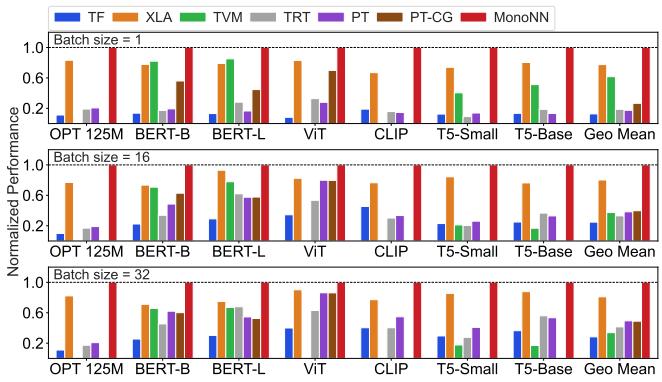 TF XLA TVM TRT PT PT-CG MonoNN
Normalized Performance
Batch size = 1
1.0
0.6
0.2
OPT 125M BERT-B BERT-L ViT CLIP T5-Small T5-Base Geo Mean
Batch size = 16
1.0
0.6
0.2
OPT 125M BERT-B BERT-L ViT CLIP T5-Small T5-Base Geo Mean
Batch size = 32
1.0
0.6
0.2
OPT 125M BERT-B BERT-L ViT CLIP T5-Small T5-Base Geo Mean